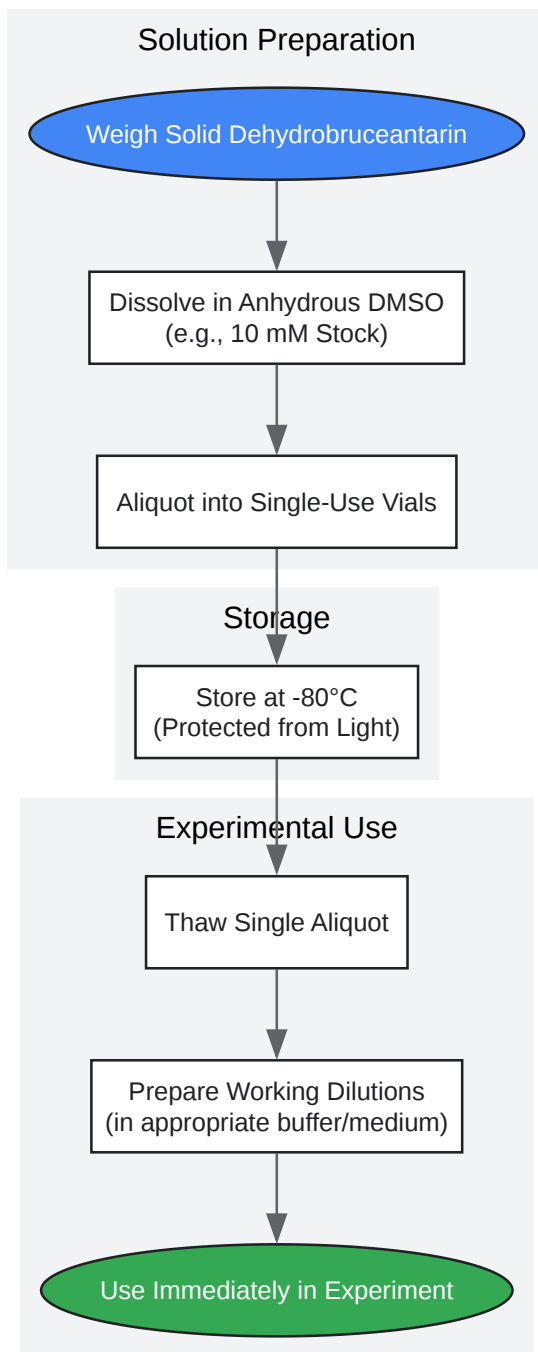 Solution Preparation
Weigh Solid Dehydrobruceantarin
Dissolve in Anhydrous DMSO
(e.g., 10 mM Stock)
Aliquot into Single-Use Vials
Storage
Store at -80°C
(Protected from Light)
Experimental Use
Thaw Single Aliquot
Prepare Working Dilutions
(in appropriate buffer/medium)
Use Immediately in Experiment